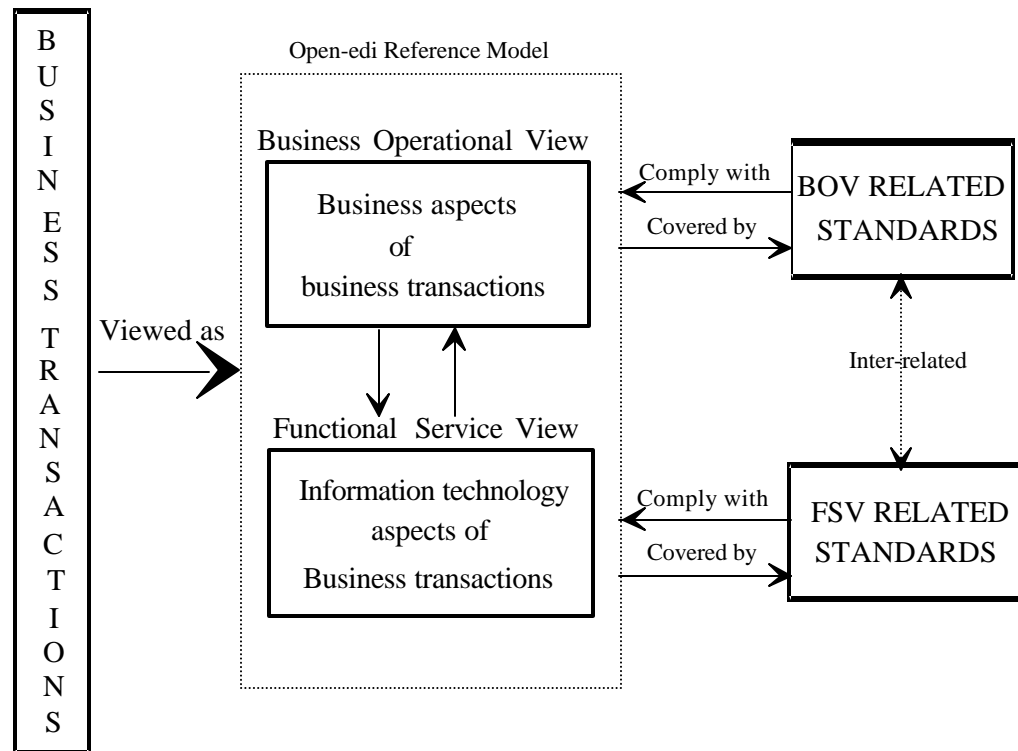 BUSINESS TRANSACTIONS
Open-edi Reference Model
Business Operational View
Business aspects
of
business transactions
Viewed as
Functional Service View
Information technology
aspects of
Business transactions
Comply with
Covered by
BOV RELATED
STANDARDS
Inter-related
Comply with
Covered by
FSV RELATED
STANDARDS